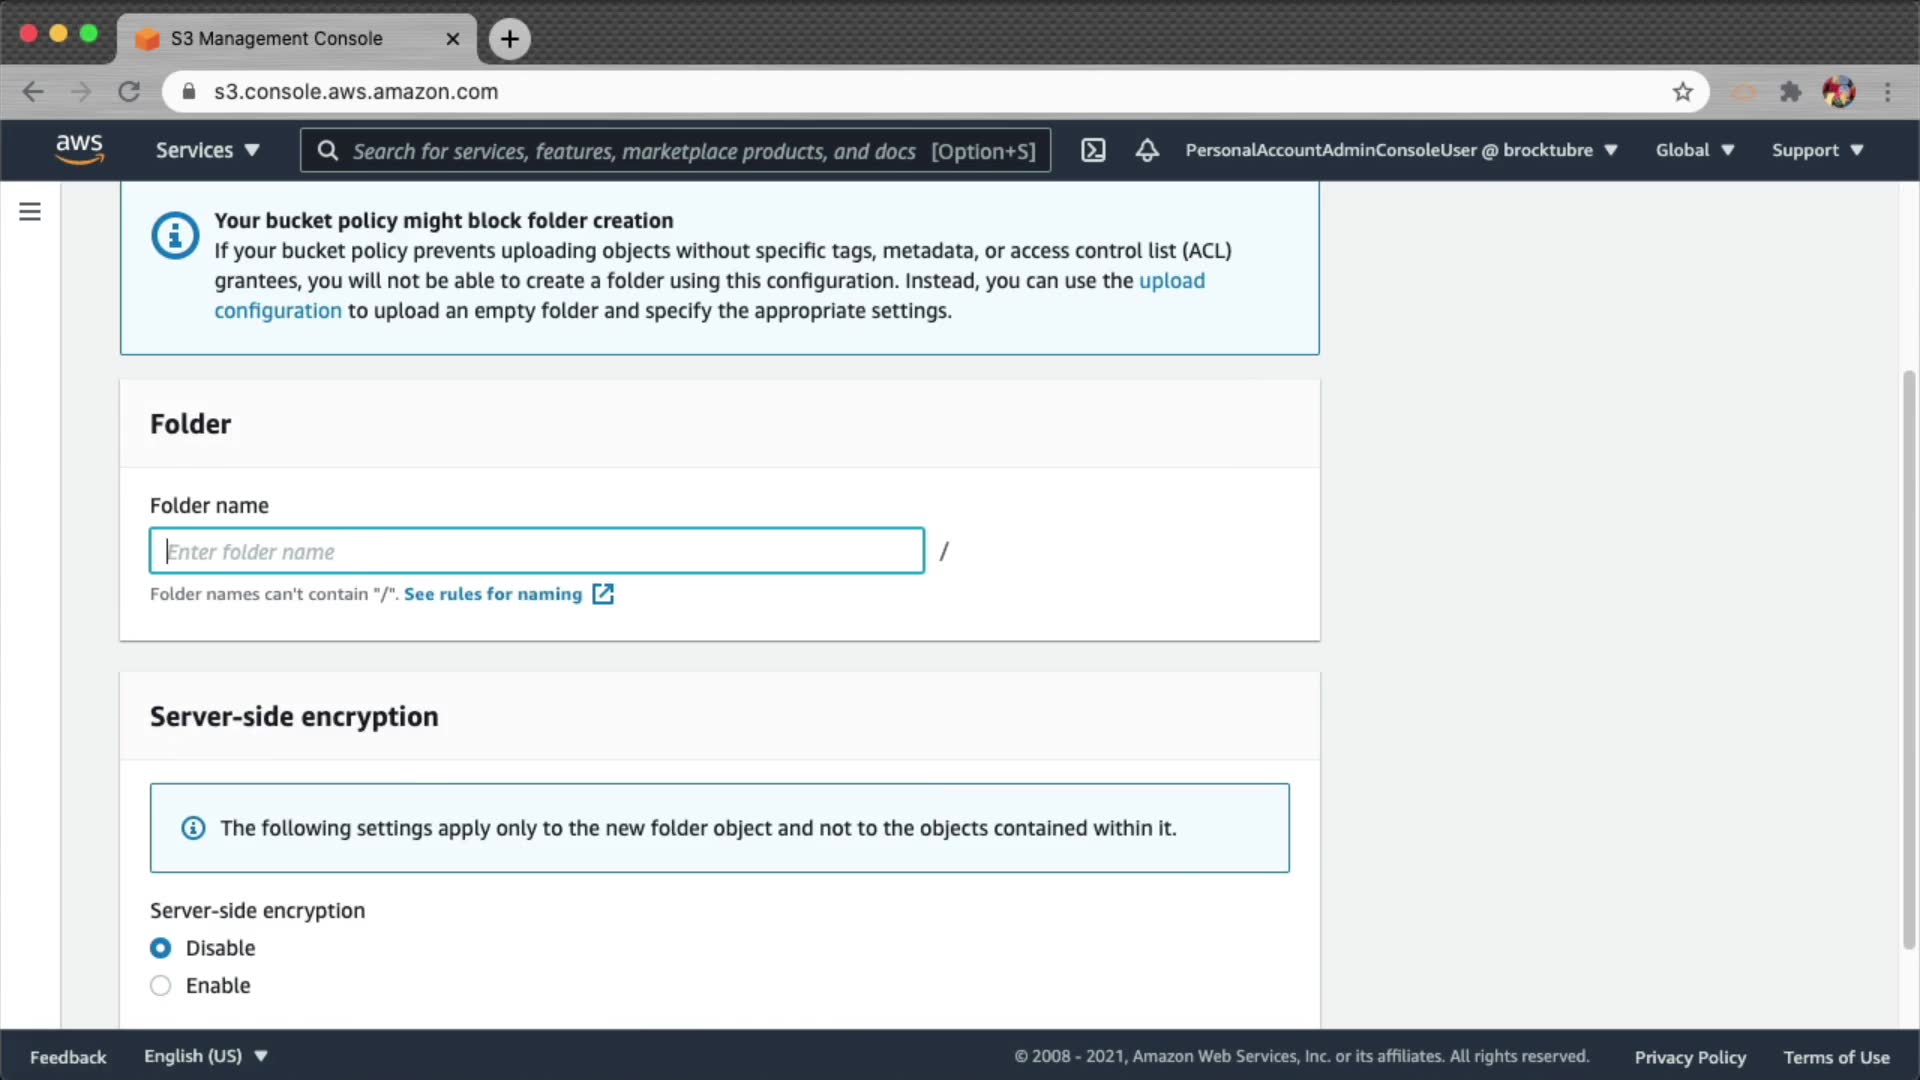 S3 Management Console
s3.console.aws.amazon.com
aws
Services
Search for services, features, marketplace products, and docs [Option+S]
PersonalAccountAdminConsoleUser @ brocktubre
Global
Support
Your bucket policy might block folder creation
If your bucket policy prevents uploading objects without specific tags, metadata, or access control list (ACL)
grantees, you will not be able to create a folder using this configuration. Instead, you can use the upload
configuration to upload an empty folder and specify the appropriate settings.
Folder
Folder name
Enter folder name /
Folder names can't contain "/". See rules for naming
Server-side encryption
The following settings apply only to the new folder object and not to the objects contained within it.
Server-side encryption
Disable
Enable
Feedback
English (US)
© 2008 - 2021, Amazon Web Services, Inc. or its affiliates. All rights reserved.
Privacy Policy
Terms of Use